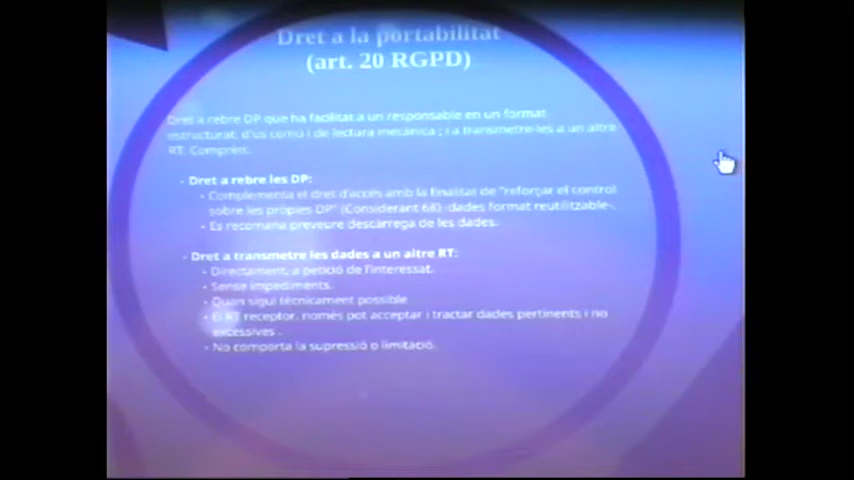 Dret a la portabilitat
(art. 20 RGPD)
Dret a rebre DP que ha facilitat a un responsable en un format
estructurat, d'ús comú i de lectura mecànica ; i a transmetre-les a un altre
RT. Comprèn:
Dret a rebre les DP:
Complementa el dret d'accés amb la finalitat de "reforçar el control
sobre les pròpies DP" (Considerant 68) -dades format reutilitzable-.
Es recomana preveure descàrrega de les dades.
Dret a transmetre les dades a un altre RT:
Directament, a petició de l'interessat.
Sense impediments.
Quan sigui tècnicament possible
El RT receptor, només pot acceptar i tractar dades pertinents i no
excessives .
No comporta la supressió o limitació.